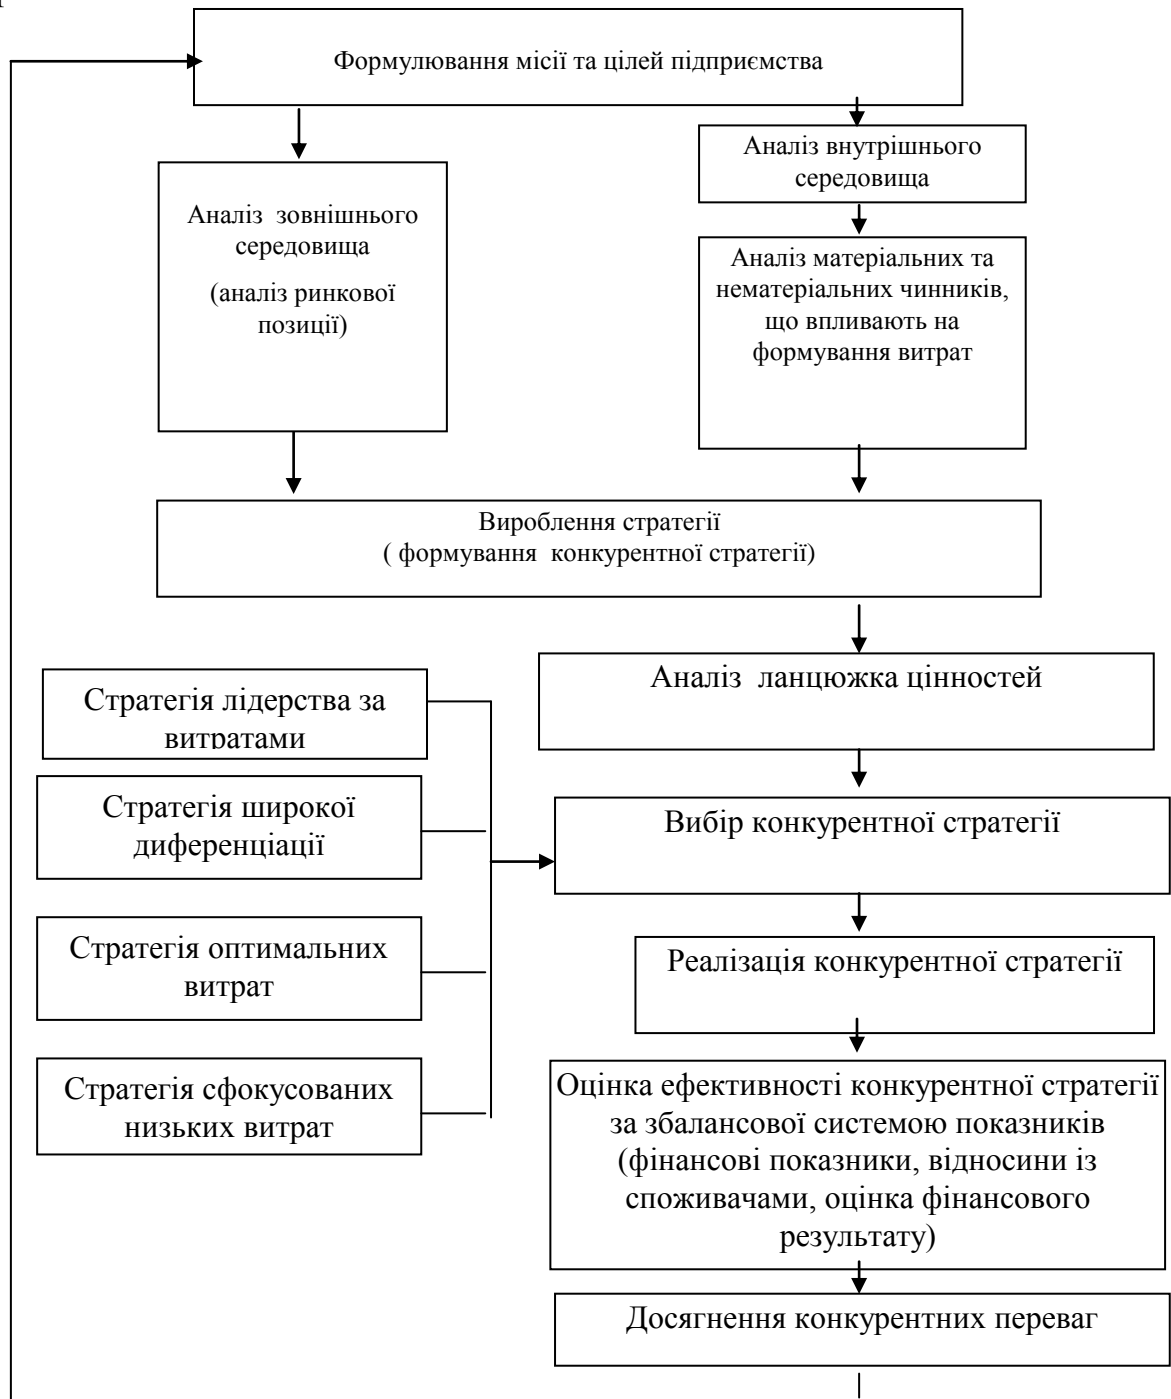 Формулювання місії та цілей підприємства
Аналіз внутрішнього
середовища
Аналіз зовнішнього
середовища
(аналіз ринкової
позиції)
Аналіз матеріальних та
нематеріальних чинників,
що впливають на
формування витрат
Вироблення стратегії
( формування конкурентної стратегії)
Аналіз ланцюжка цінностей
Стратегія лідерства за
витратами
Стратегія широкої
диференціації
Вибір конкурентної стратегії
Стратегія оптимальних
витрат
Реалізація конкурентної стратегії
Стратегія сфокусованих
низьких витрат
Оцінка ефективності конкурентної стратегії
за збалансової системою показників
(фінансові показники, відносини із
споживачами, оцінка фінансового
результату)
Досягнення конкурентних переваг